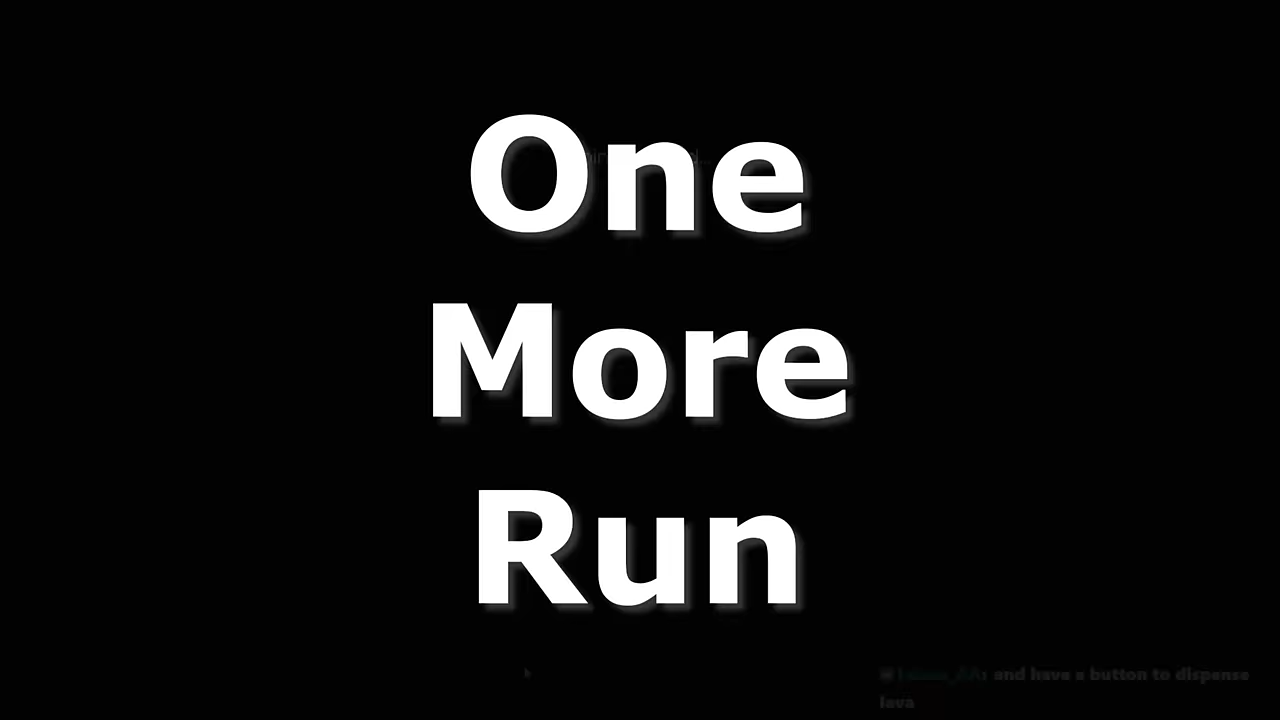 One
More
Run
and have a button to dispense
lava